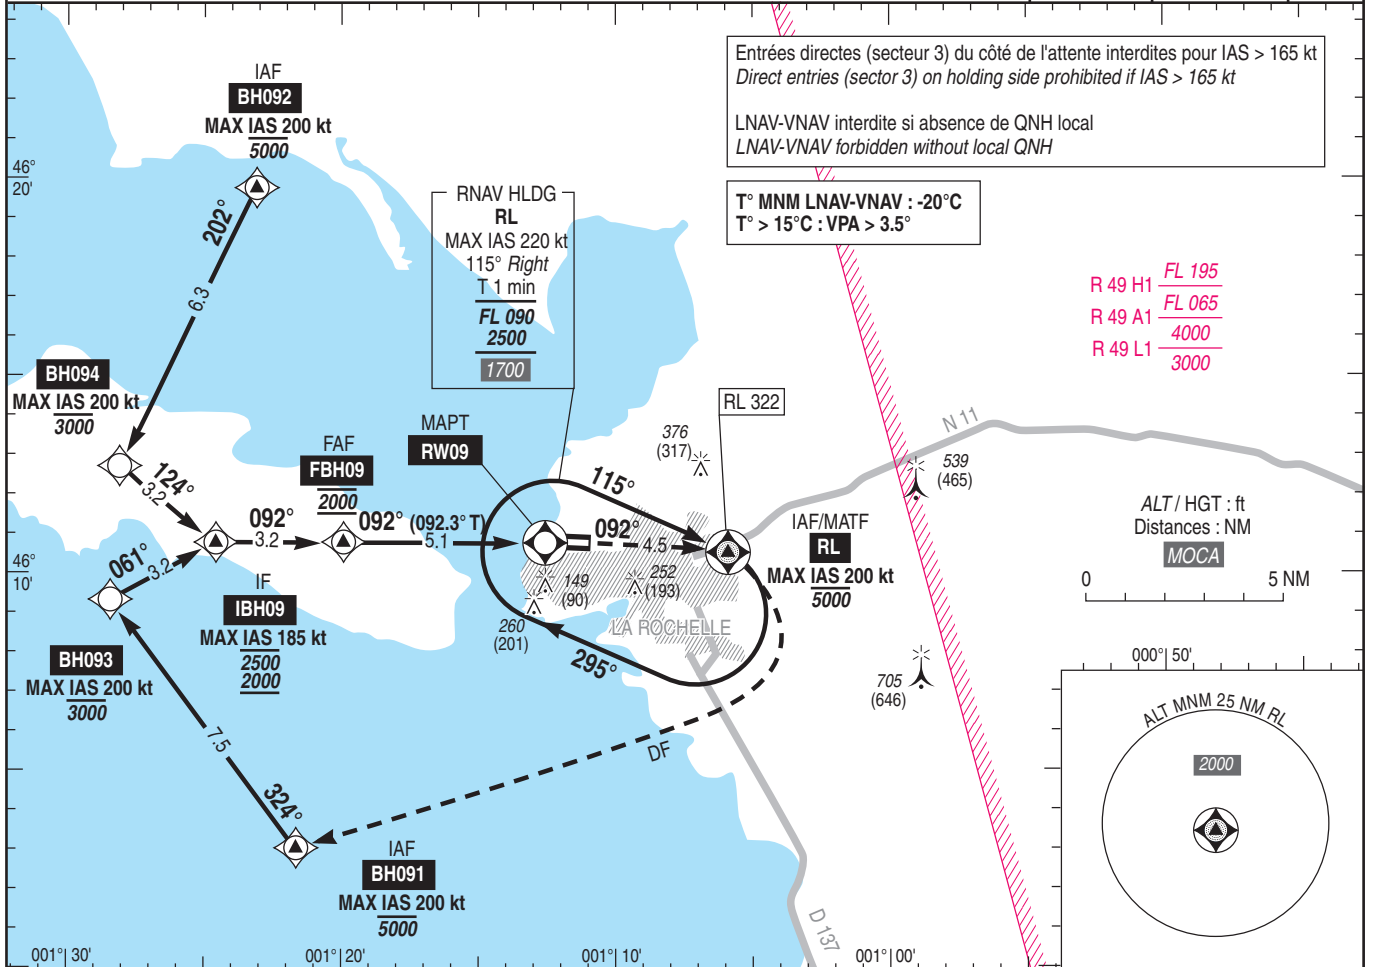 Entrées directes (secteur 3) du côté de l'attente interdites pour IAS > 165 kt
Direct entries (sector 3) on holding side prohibited if IAS > 165 kt
LNAV-VNAV interdite si absence de QNH local
LNAV-VNAV forbidden without local QNH
T° MNM LNAV-VNAV : -20°C
T° > 15°C : VPA > 3.5°
IAF
BH092
MAX IAS 200 kt
5000
46°
20'
202°
6.3
RNAV HLDG
RL
MAX IAS 220 kt
115° Right
T 1 min
FL 090
2500
1700
R 49 H1 FL 195
R 49 A1 FL 065
4000
R 49 L1
3000
BH094
MAX IAS 200 kt
3000
124°
3.2
FAF
FBH09
2000
MAPT
RW09
RL 322
376
(317)
N 11
539
(465)
115°
092°
3.2
092° (092.3° T)
5.1
092°
4.5
IAF/MATF
RL
MAX IAS 200 kt
5000
ALT / HGT : ft
Distances : NM
MOCA
0 5 NM
46°
10'
061°
3.2
IF
IBH09
MAX IAS 185 kt
2500
2000
149
(90)
252
(193)
260
(201)
LA ROCHELLE
295°
705
(646)
BH093
MAX IAS 200 kt
3000
7.5
324°
DF
IAF
BH091
MAX IAS 200 kt
5000
D 137
000° 50'
ALT MNM 25 NM RL
2000
001° 30'
001° 20'
001° 10'
001° 00'